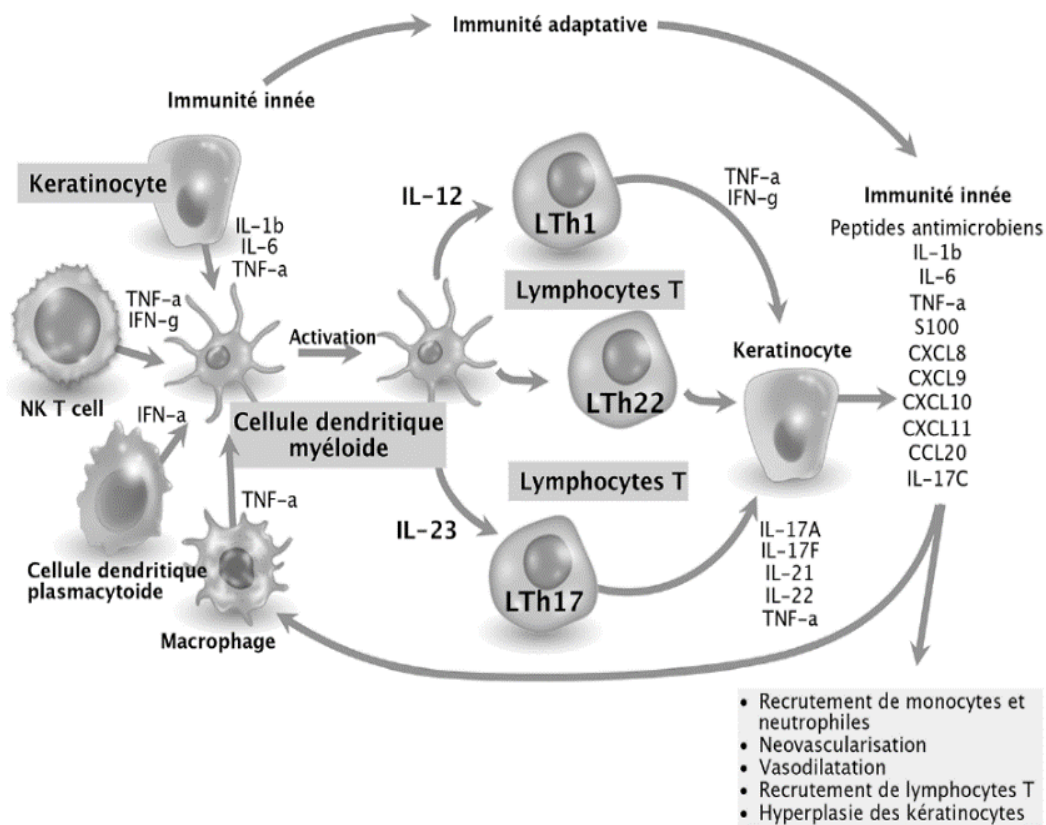 Immunité adaptative
Immunité innée
Keratinocyte
IL-1b
IL-6
TNF-a
TNF-a
IFN-g
NK T cell
IFN-a
Cellule dendritique
plasmacytoide
TNF-a
Macrophage
Activation
Cellule dendritique
myéloide
IL-12
LTh1
Lymphocytes T
LTh22
Lymphocytes T
IL-23
LTh17
TNF-a
IFN-g
Keratinocyte
IL-17A
IL-17F
IL-21
IL-22
TNF-a
Immunité innée
Peptides antimicrobiens
IL-1b
IL-6
TNF-a
S100
CXCL8
CXCL9
CXCL10
CXCL11
CCL20
IL-17C
• Recrutement de monocytes et
neutrophiles
• Neovascularisation
• Vasodilatation
• Recrutement de lymphocytes T
• Hyperplasie des kératinocytes